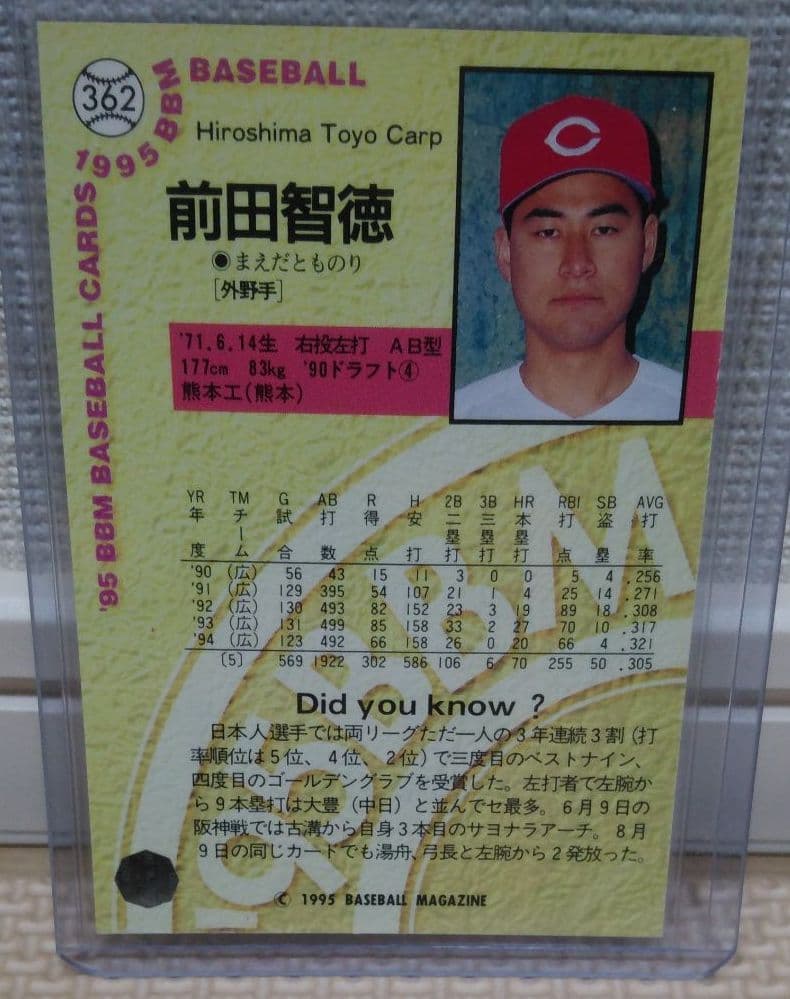 362
'95 BBM BASEBALL CARDS 1995 BBM BASEBALL
Hiroshima Toyo Carp
C
前田智徳
●まえだとものり
[外野手]
'71.6.14生 右投左打 AB型
177cm 83kg '90ドラフト④
熊本工(熊本)
YR TM G AB R H 2B 3B HR RBI SB AVG
年度 チーム 試合 打数 得点 安打 二塁打 三塁打 本塁打 打点 盗塁 打率
'90 (広) 56 43 15 11 3 0 0 5 4 .256
'91 (広) 129 395 54 107 21 1 4 25 14 .271
'92 (広) 130 493 82 152 23 3 19 89 18 .308
'93 (広) 131 499 85 158 33 2 27 70 10 .317
'94 (広) 123 492 66 158 26 0 20 66 4 .321
(5) 569 1922 302 586 106 6 70 255 50 .305
Did you know ?
日本人選手では両リーグただ一人の3年連続3割(打
率順位は5位、4位、2位)で三度目のベストナイン、
四度目のゴールデングラブを受賞した。左打者で左腕か
ら9本塁打は大豊(中日)と並んでセ最多。6月9日の
阪神戦では古溝から自身3本目のサヨナラアーチ。8月
9日の同じカードでも湯舟、弓長と左腕から2発放った。
© 1995 BASEBALL MAGAZINE
BBM